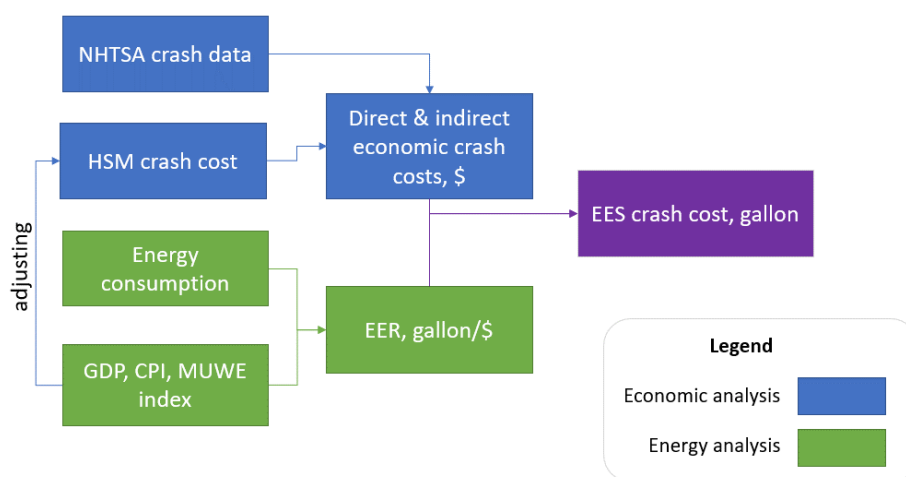 NHTSA crash data
HSM crash cost
Direct & indirect
economic crash
costs, $
EES crash cost, gallon
adjusting
Energy
consumption
EER, gallon/$
GDP, CPI, MUWE
index
Legend
Economic analysis
Energy analysis